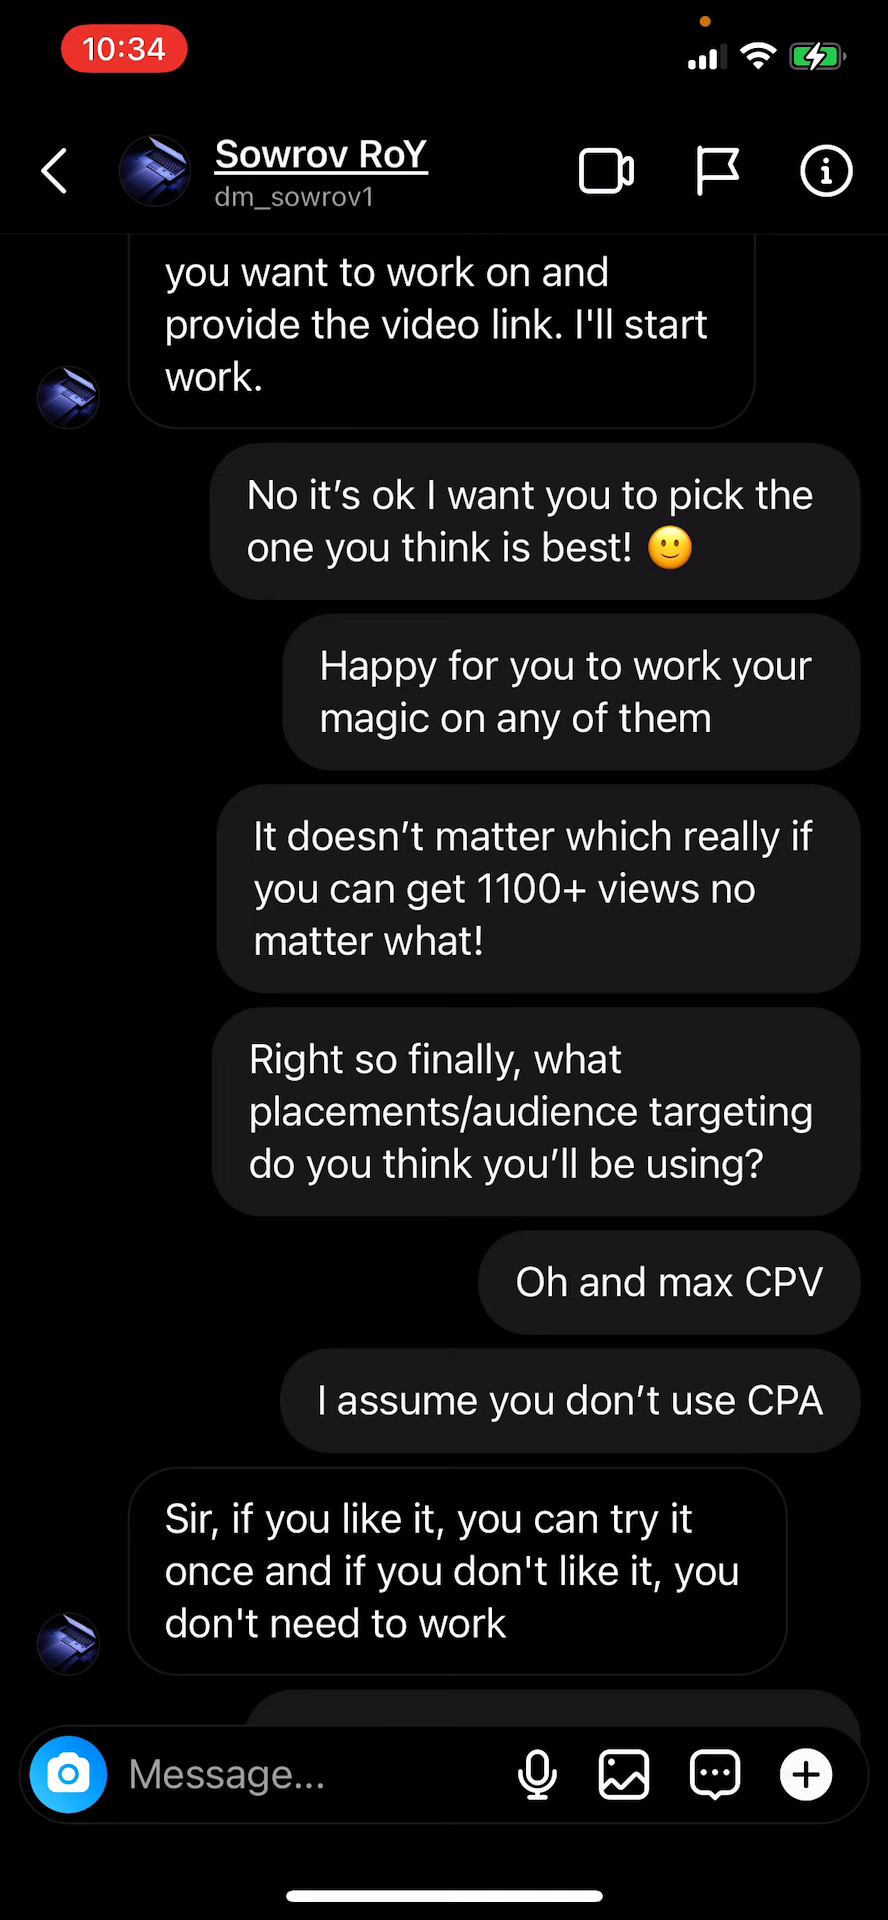 10:34
Sowrov RoY
dm_sowrov1
you want to work on and
provide the video link. I'll start
work.
No it’s ok I want you to pick the
one you think is best! 🙂
Happy for you to work your
magic on any of them
It doesn’t matter which really if
you can get 1100+ views no
matter what!
Right so finally, what
placements/audience targeting
do you think you’ll be using?
Oh and max CPV
I assume you don’t use CPA
Sir, if you like it, you can try it
once and if you don't like it, you
don't need to work
Message...